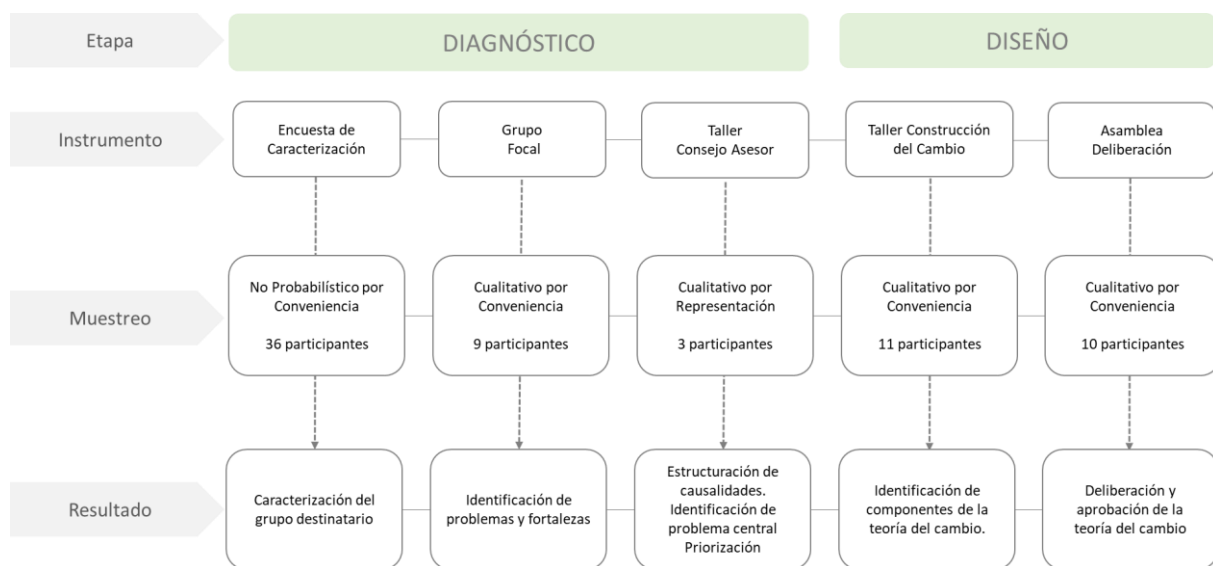 Etapa
DIAGNÓSTICO
DISEÑO
Instrumento
Encuesta de
Caracterización
Grupo
Focal
Taller
Consejo Asesor
Taller Construcción
del Cambio
Asamblea
Deliberación
Muestreo
No Probabilístico por
Conveniencia
36 participantes
Cualitativo por
Conveniencia
9 participantes
Cualitativo por
Representación
3 participantes
Cualitativo por
Conveniencia
11 participantes
Cualitativo por
Conveniencia
10 participantes
Resultado
Caracterización del
grupo destinatario
Identificación de
problemas y fortalezas
Estructuración de
causalidades.
Identificación de
problema central
Priorización
Identificación de
componentes de la
teoría del cambio.
Deliberación y
aprobación de la
teoría del cambio